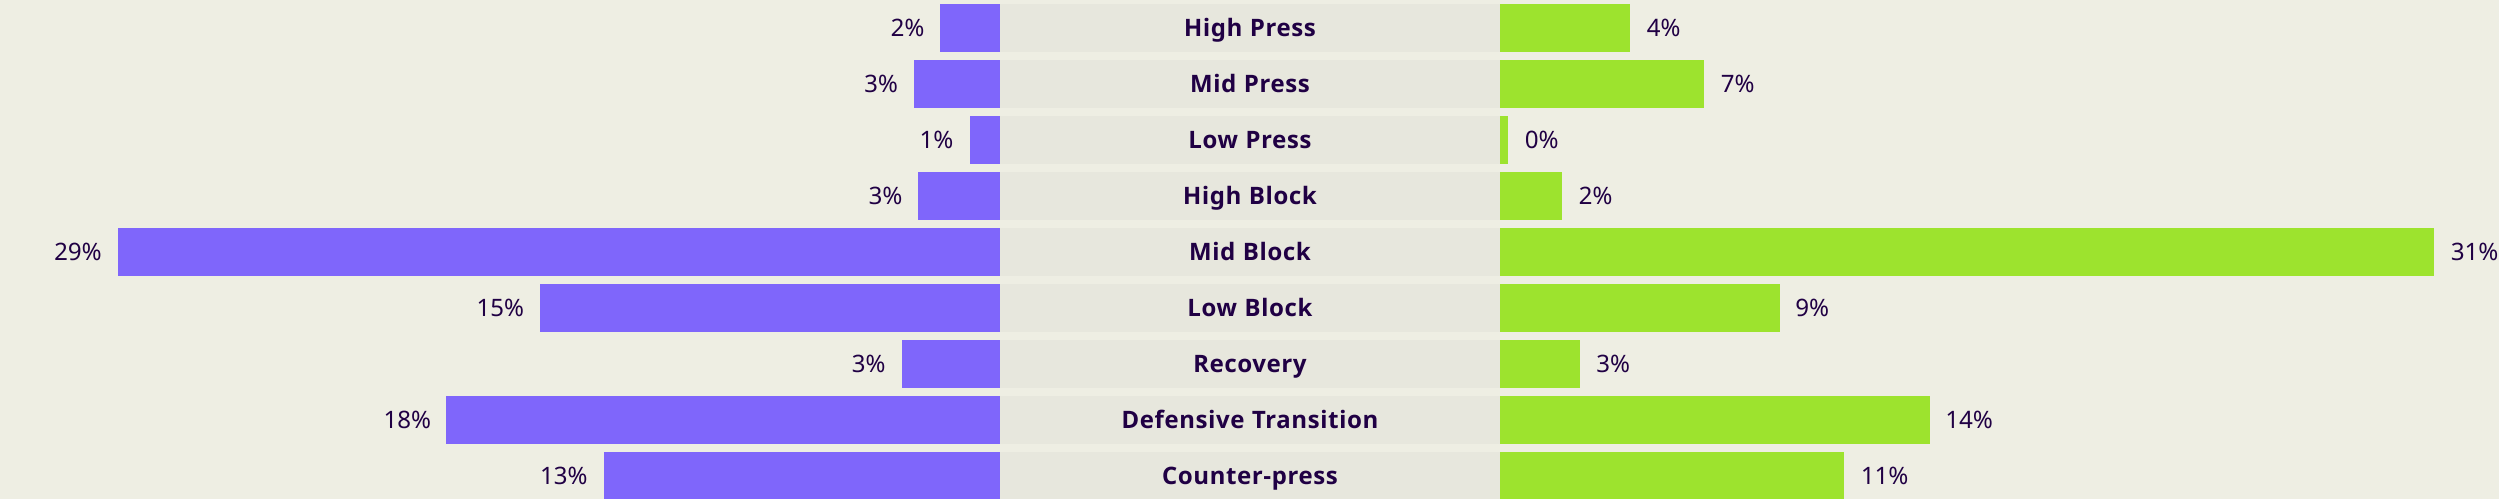 2% High Press 4%
3% Mid Press 7%
1% Low Press 0%
3% High Block 2%
29% Mid Block 31%
15% Low Block 9%
3% Recovery 3%
18% Defensive Transition 14%
13% Counter-press 11%